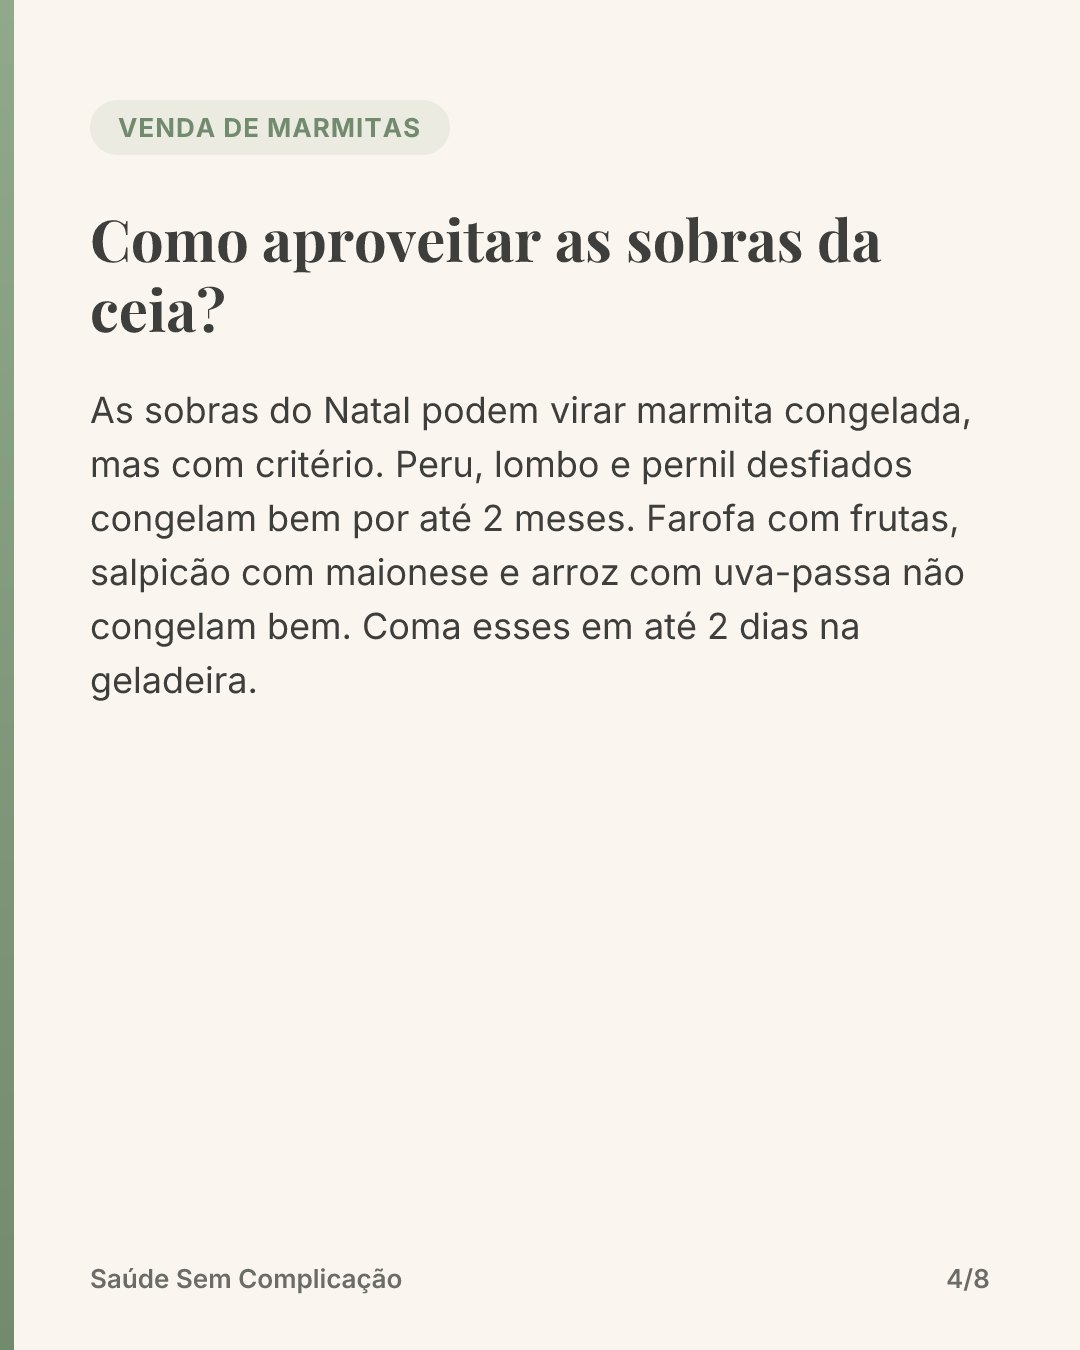 VENDA DE MARMITAS
Como aproveitar as sobras da
ceia?
As sobras do Natal podem virar marmita congelada,
mas com critério. Peru, lombo e pernil desfiados
congelam bem por até 2 meses. Farofa com frutas,
salpicão com maionese e arroz com uva-passa não
congelam bem. Coma esses em até 2 dias na
geladeira.
Saúde Sem Complicação
4/8